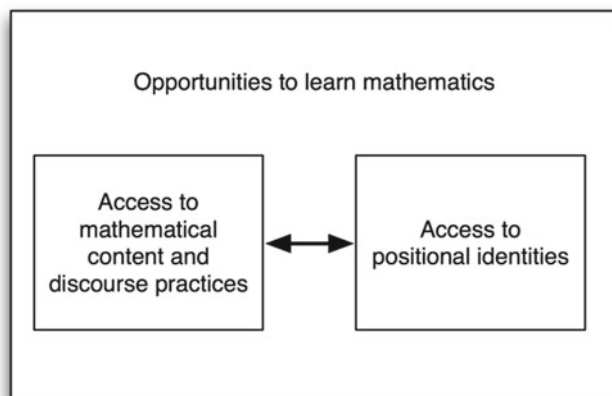 Opportunities to learn mathematics
Access to
mathematical
content and
discourse practices
Access to
positional identities